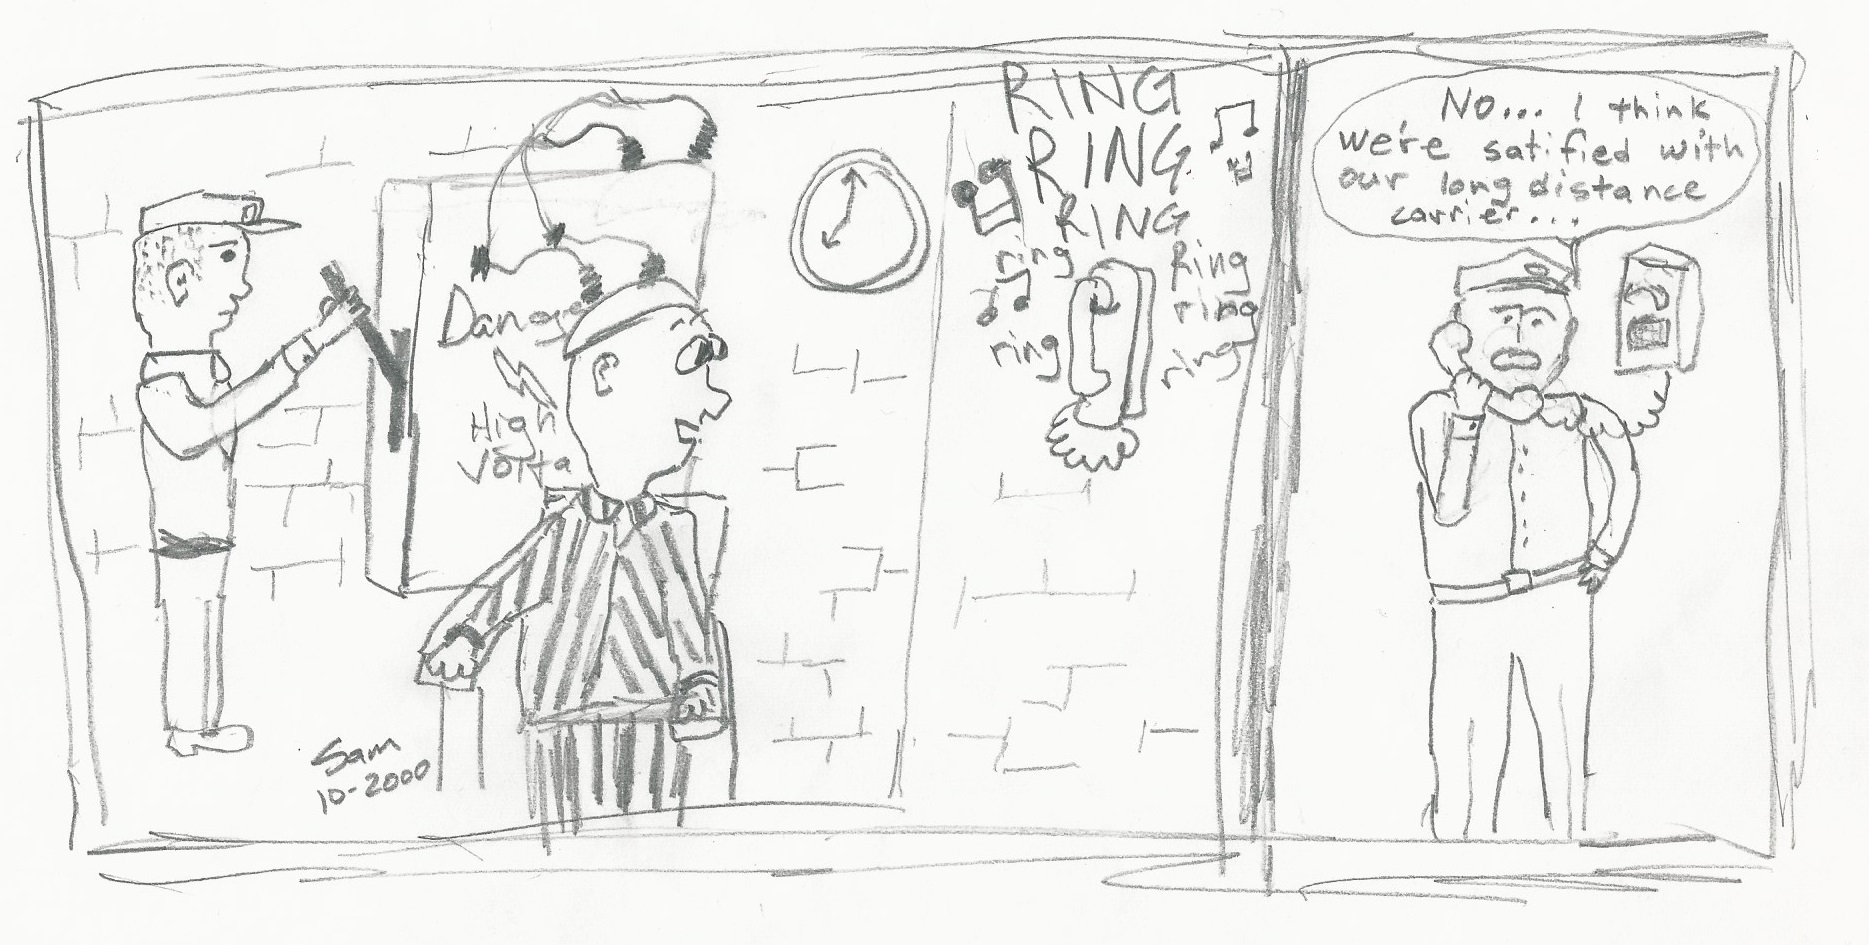 RING
RING
RING
ring
Ring
ring
ring
ring
Danger
High
Volta
Sam
10-2000
No... I think
we're satified with
our long distance
carrier...